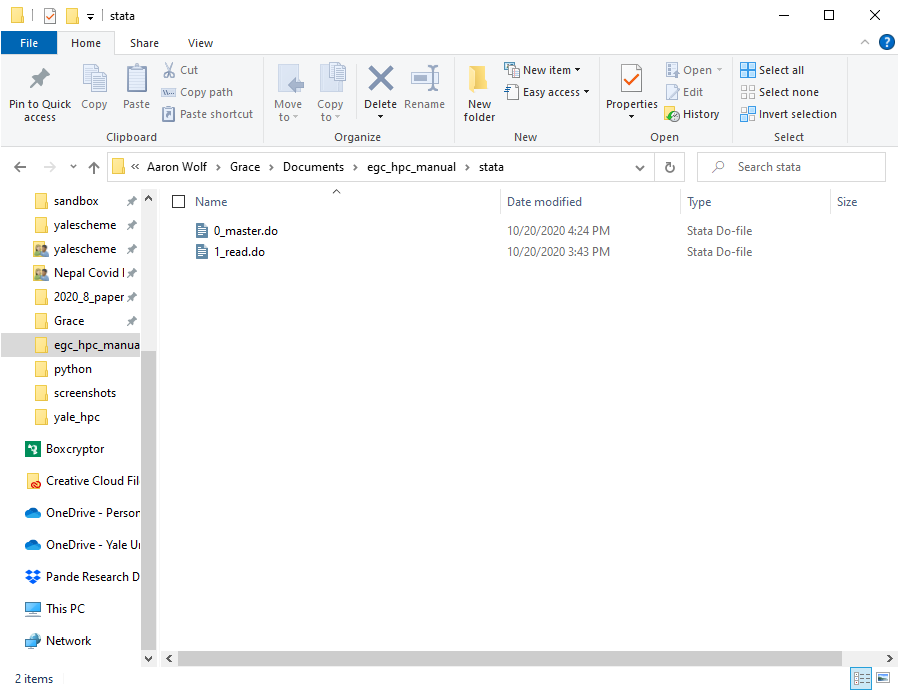 stata
File Home Share View
Pin to Quick access
Copy
Paste
Cut
Copy path
Paste shortcut
Clipboard
Move to
Copy to
Delete
Rename
Organize
New folder
New item
Easy access
New
Properties
Open
Edit
History
Open
Select all
Select none
Invert selection
Select
« Aaron Wolf > Grace > Documents > egc_hpc_manual > stata
Search stata
Name Date modified Type Size
0_master.do 10/20/2020 4:24 PM Stata Do-file
1_read.do 10/20/2020 3:43 PM Stata Do-file
sandbox
yalescheme
yalescheme
Nepal Covid
2020_8_paper
Grace
egc_hpc_manua
python
screenshots
yale_hpc
Boxcryptor
Creative Cloud Fil
OneDrive - Person
OneDrive - Yale Un
Pande Research D
This PC
Network
2 items